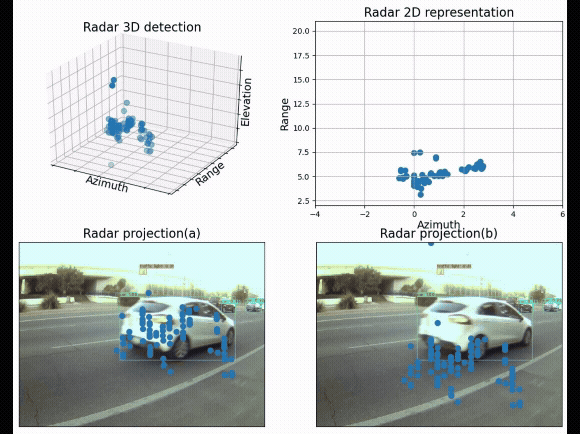 Radar 3D detection
Elevation
Range
Azimuth
Radar 2D representation
20.0
17.5
15.0
12.5
10.0
7.5
5.0
2.5
Range
−4
−2
0
2
4
6
Azimuth
Radar projection(a)
Radar projection(b)